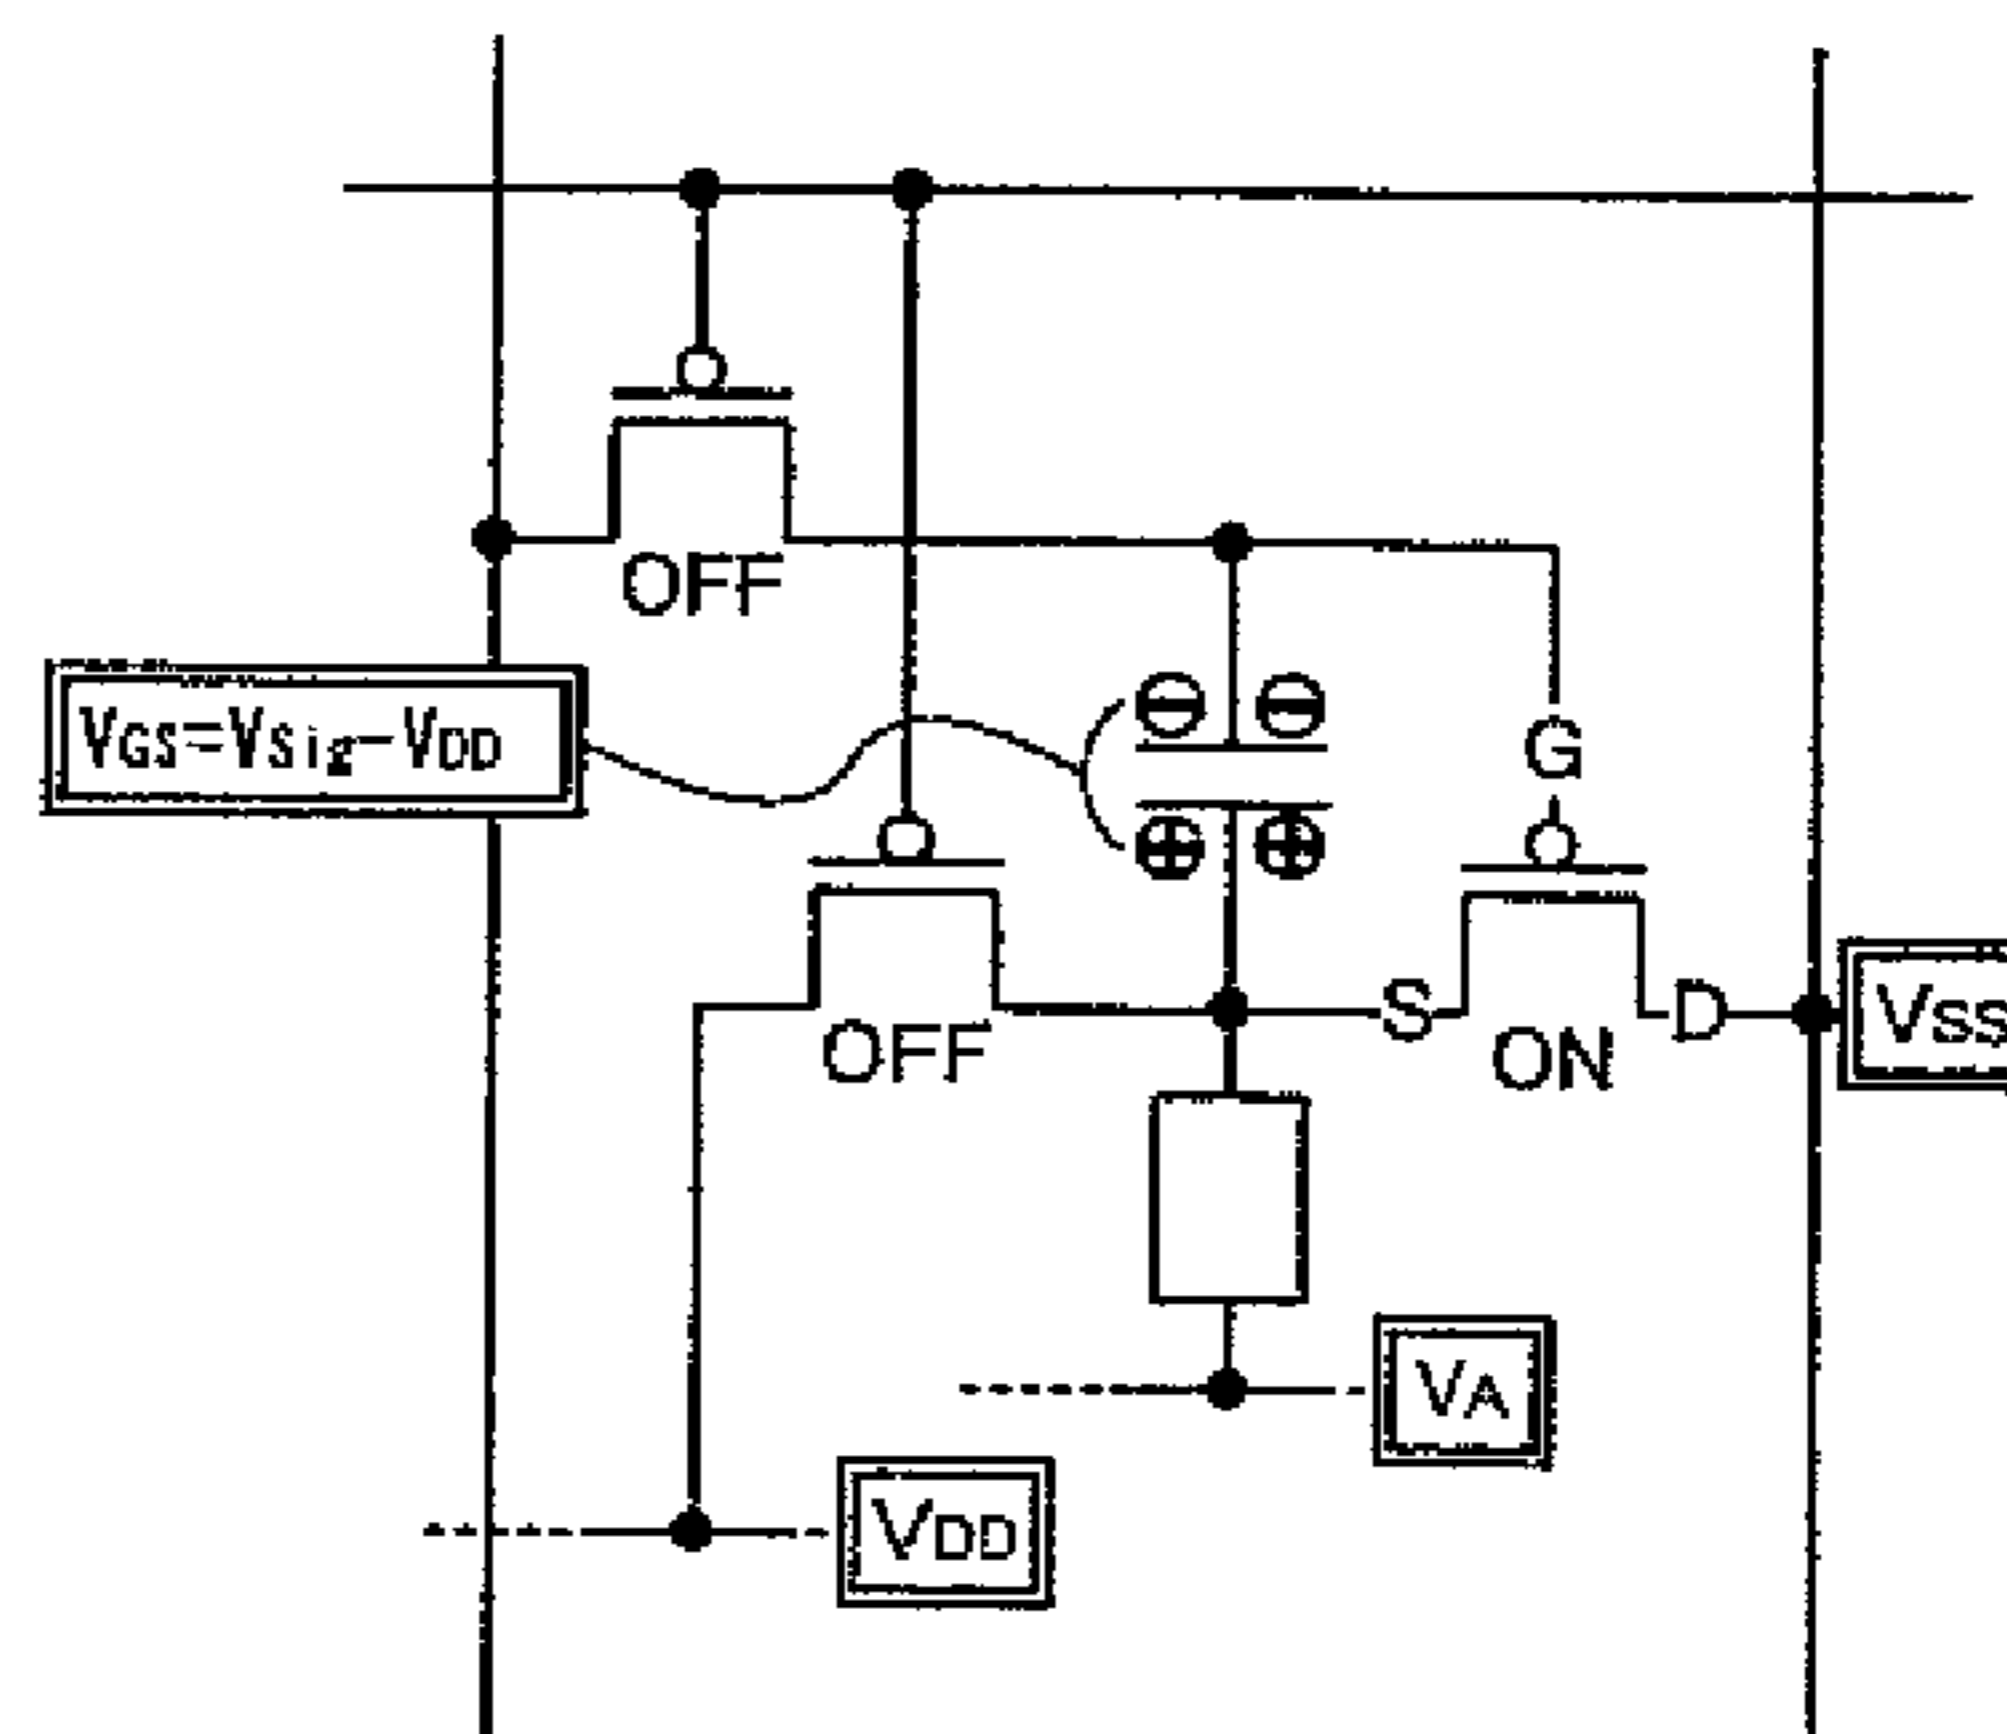 OFF
VGS=VSig-VDD
G
S
D
VSS
OFF
ON
VA
VDD